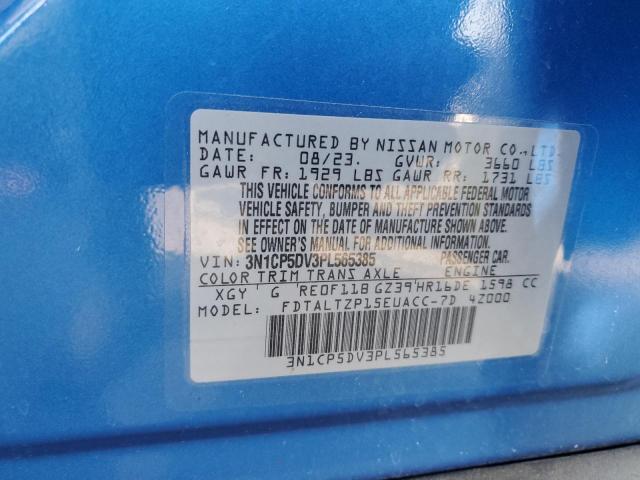 MANUFACTURED BY NISSAN MOTOR CO., LTD.
DATE: 08/23. GVWR: 3660 LBS
GAWR FR: 1929 LBS GAWR RR: 1731 LBS
THIS VEHICLE CONFORMS TO ALL APPLICABLE FEDERAL MOTOR
VEHICLE SAFETY, BUMPER AND THEFT PREVENTION STANDARDS
IN EFFECT ON THE DATE OF MANUFACTURE SHOWN ABOVE.
SEE OWNER'S MANUAL FOR ADDITIONAL INFORMATION.
VIN: 3N1CP5DV3PL565385 PASSENGER CAR.
COLOR TRIM TRANS AXLE ENGINE
XGY G RE0F11B GZ39 HR16DE 1598 CC
MODEL: FDTALTZP15EUACC-7D 4Z000
3N1CP5DV3PL565385